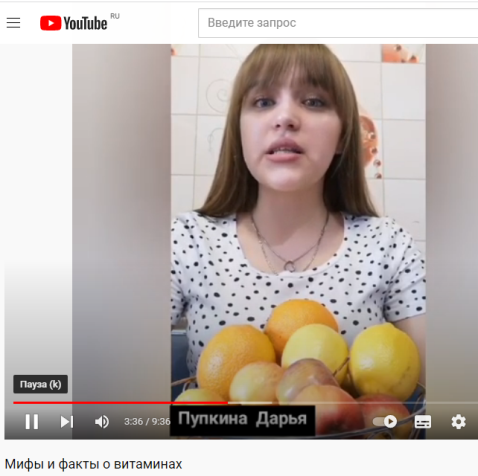 YouTube RU
Введите запрос
Пауза (k)
3:36 / 9:36
Пупкина Дарья
Мифы и факты о витаминах